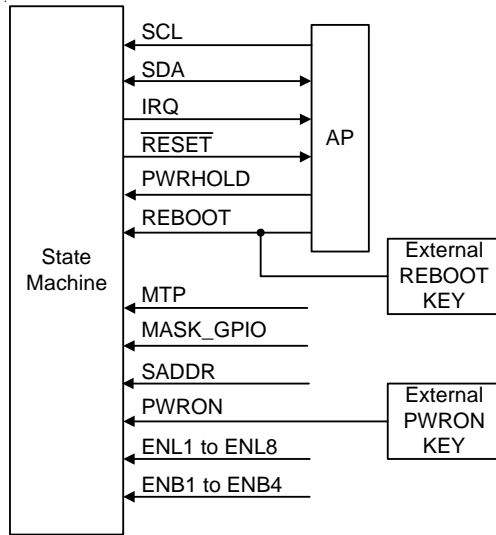 SCL
SDA
IRQ
RESET
PWRHOLD
REBOOT
AP
State
Machine
External
REBOOT
KEY
MTP
MASK_GPIO
SADDR
PWRON
External
PWRON
KEY
ENL1 to ENL8
ENB1 to ENB4